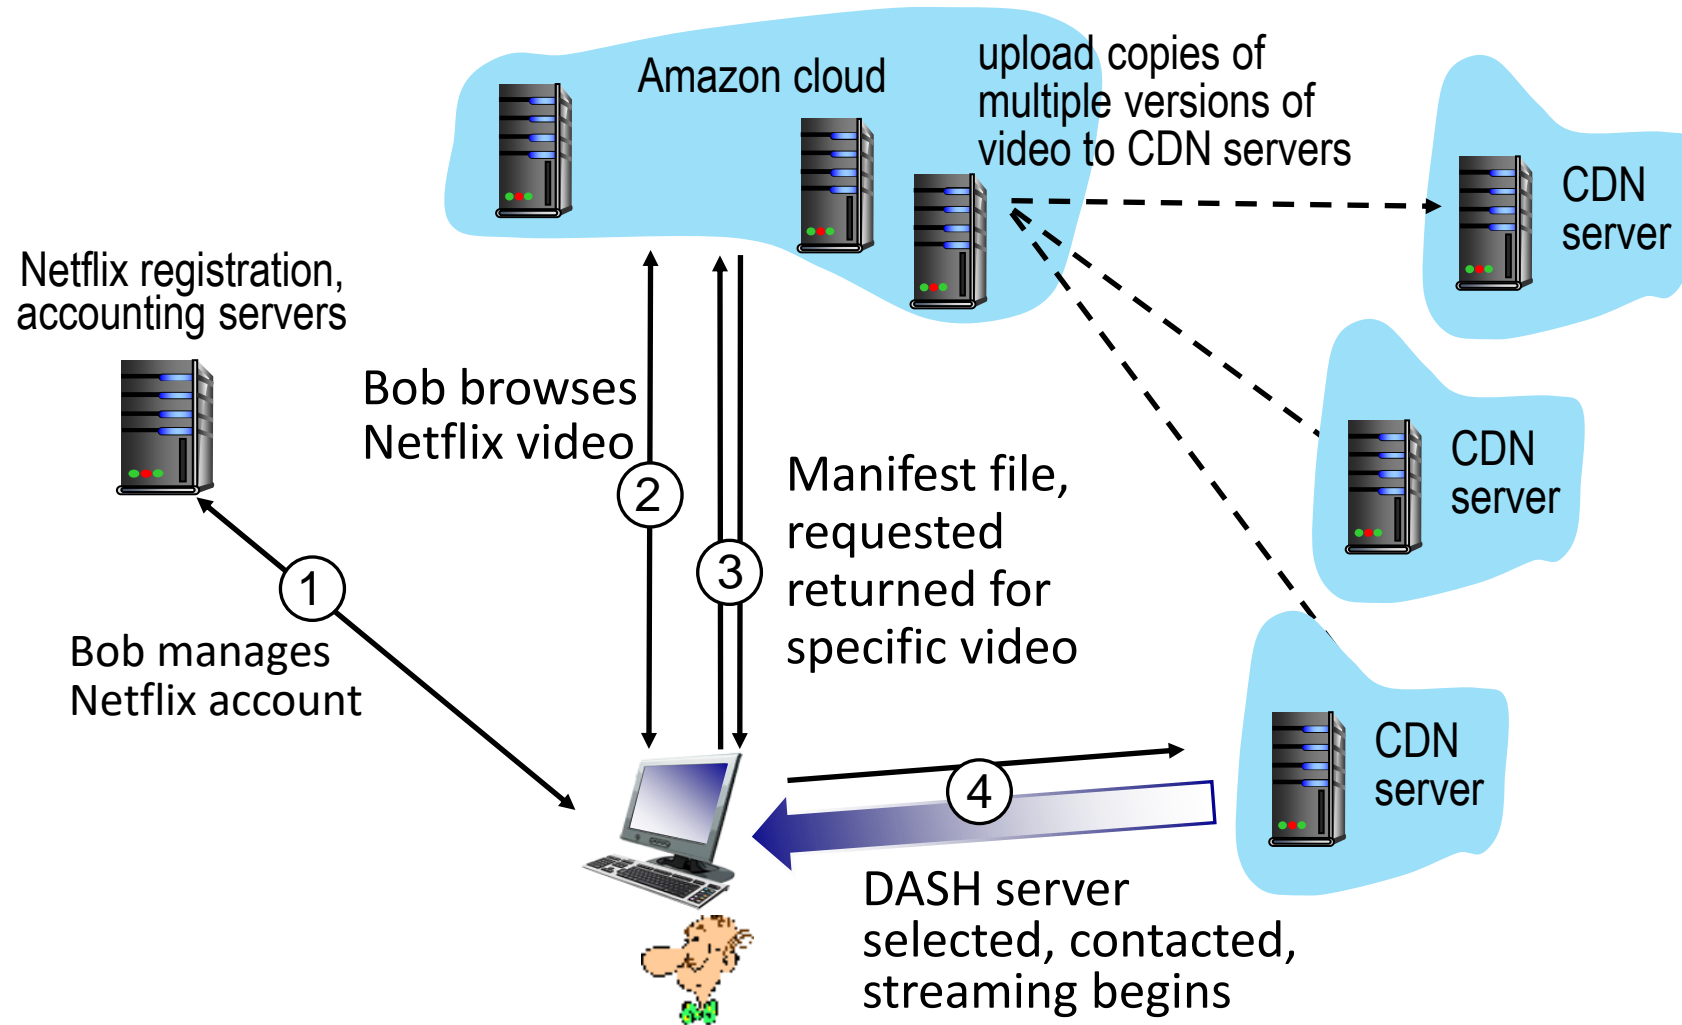 Amazon cloud
upload copies of
multiple versions of
video to CDN servers
CDN
server
Netflix registration,
accounting servers
Bob browses
Netflix video
2
Manifest file,
requested
returned for
specific video
3
CDN
server
1
Bob manages
Netflix account
CDN
server
4
DASH server
selected, contacted,
streaming begins